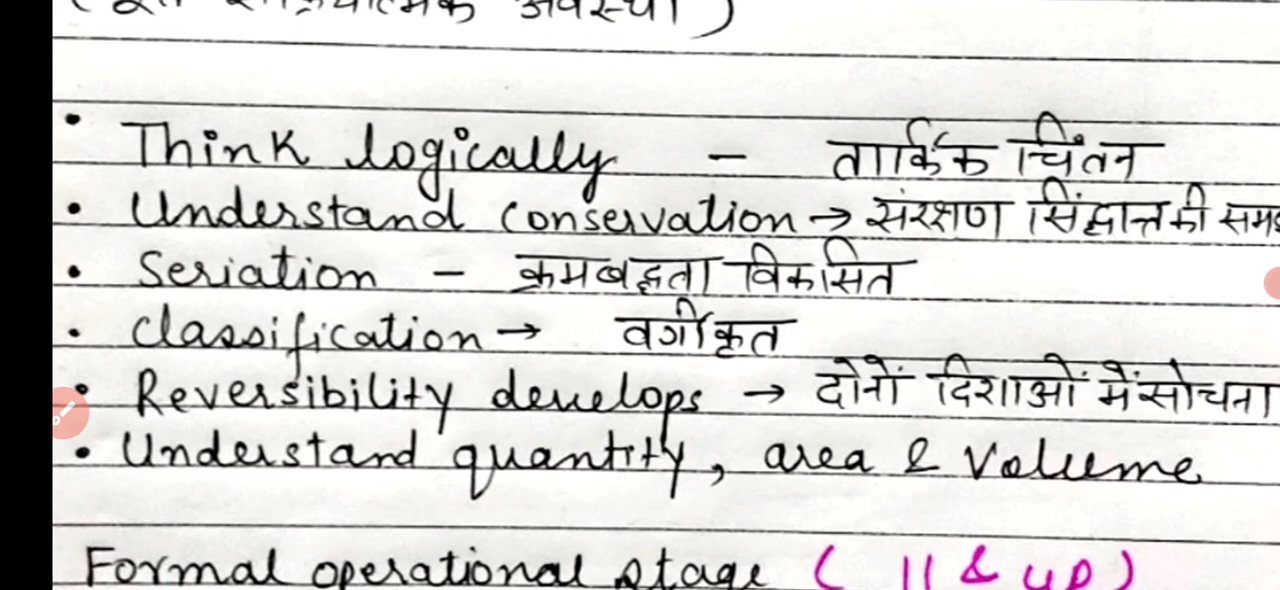 अवस्था )
• Think logically - तार्किक चिंतन
• Understand conservation → संरक्षण सिंद्धान्त की
• Seriation - क्रमबद्धता विकसित
• Classification → वर्गीकृत
• Reversibility develops → दोनों दिशाओं में सोचना
• Understand quantity, area & Volume
Formal operational stage ( 11 & up )